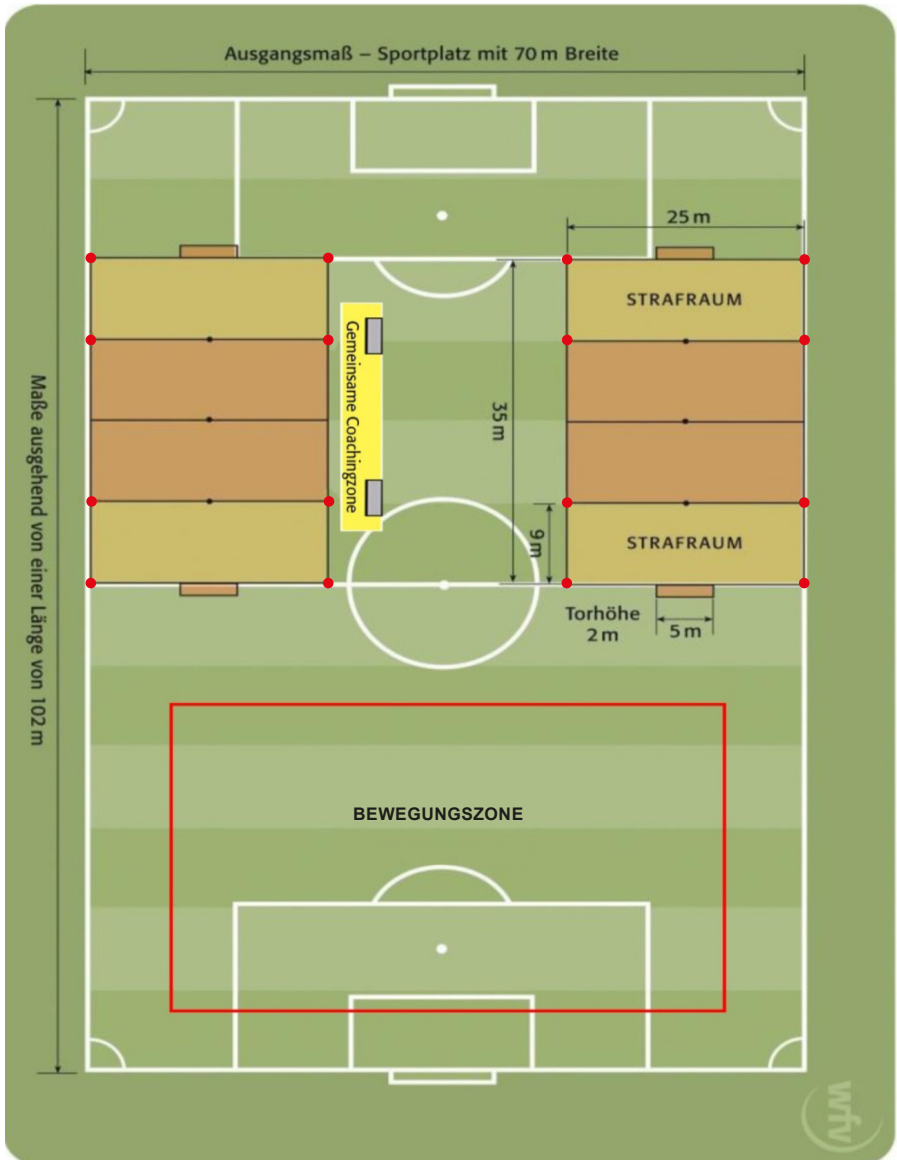 Ausgangsmaß – Sportplatz mit 70 m Breite
25 m
STRAFRAUM
Gemeinsame Coachingzone
35 m
Maße ausgehend von einer Länge von 102 m
9 m
STRAFRAUM
Torhöhe
2 m
5 m
BEWEGUNGSZONE
wfv